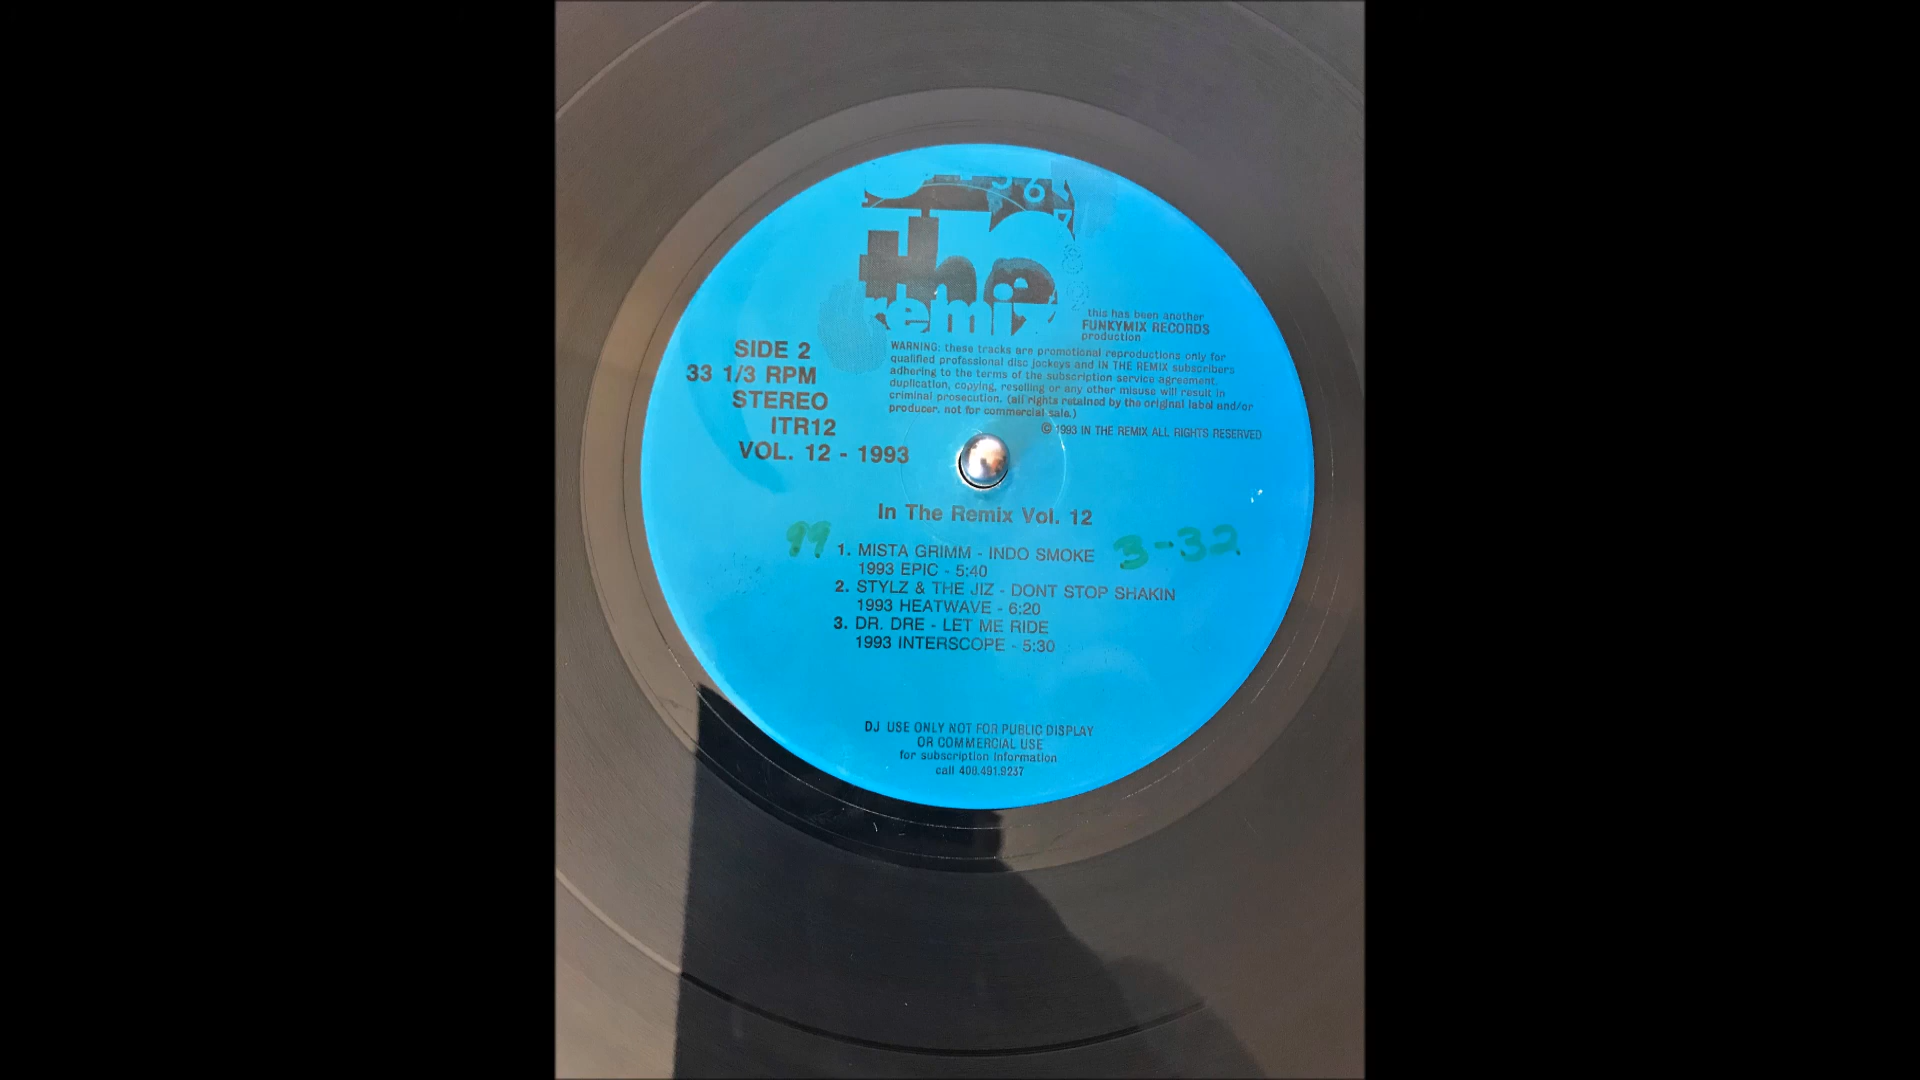 6
7
the
remix
this has been another
FUNKYMIX RECORDS
production
WARNING: these tracks are promotional reproductions only for
qualified professional disc jockeys and IN THE REMIX subscribers
adhering to the terms of the subscription service agreement.
duplication, copying, reselling or any other misuse will result in
criminal prosecution. (all rights retained by the original label and/or
producer. not for commercial sale.)
© 1993 IN THE REMIX ALL RIGHTS RESERVED
SIDE 2
33 1/3 RPM
STEREO
ITR12
VOL. 12 - 1993
In The Remix Vol. 12
99
3-32
1. MISTA GRIMM - INDO SMOKE
1993 EPIC - 5:40
2. STYLZ & THE JIZ - DONT STOP SHAKIN
1993 HEATWAVE - 6:20
3. DR. DRE - LET ME RIDE
1993 INTERSCOPE - 5:30
DJ USE ONLY NOT FOR PUBLIC DISPLAY
OR COMMERCIAL USE
for subscription information
call 408.491.9237